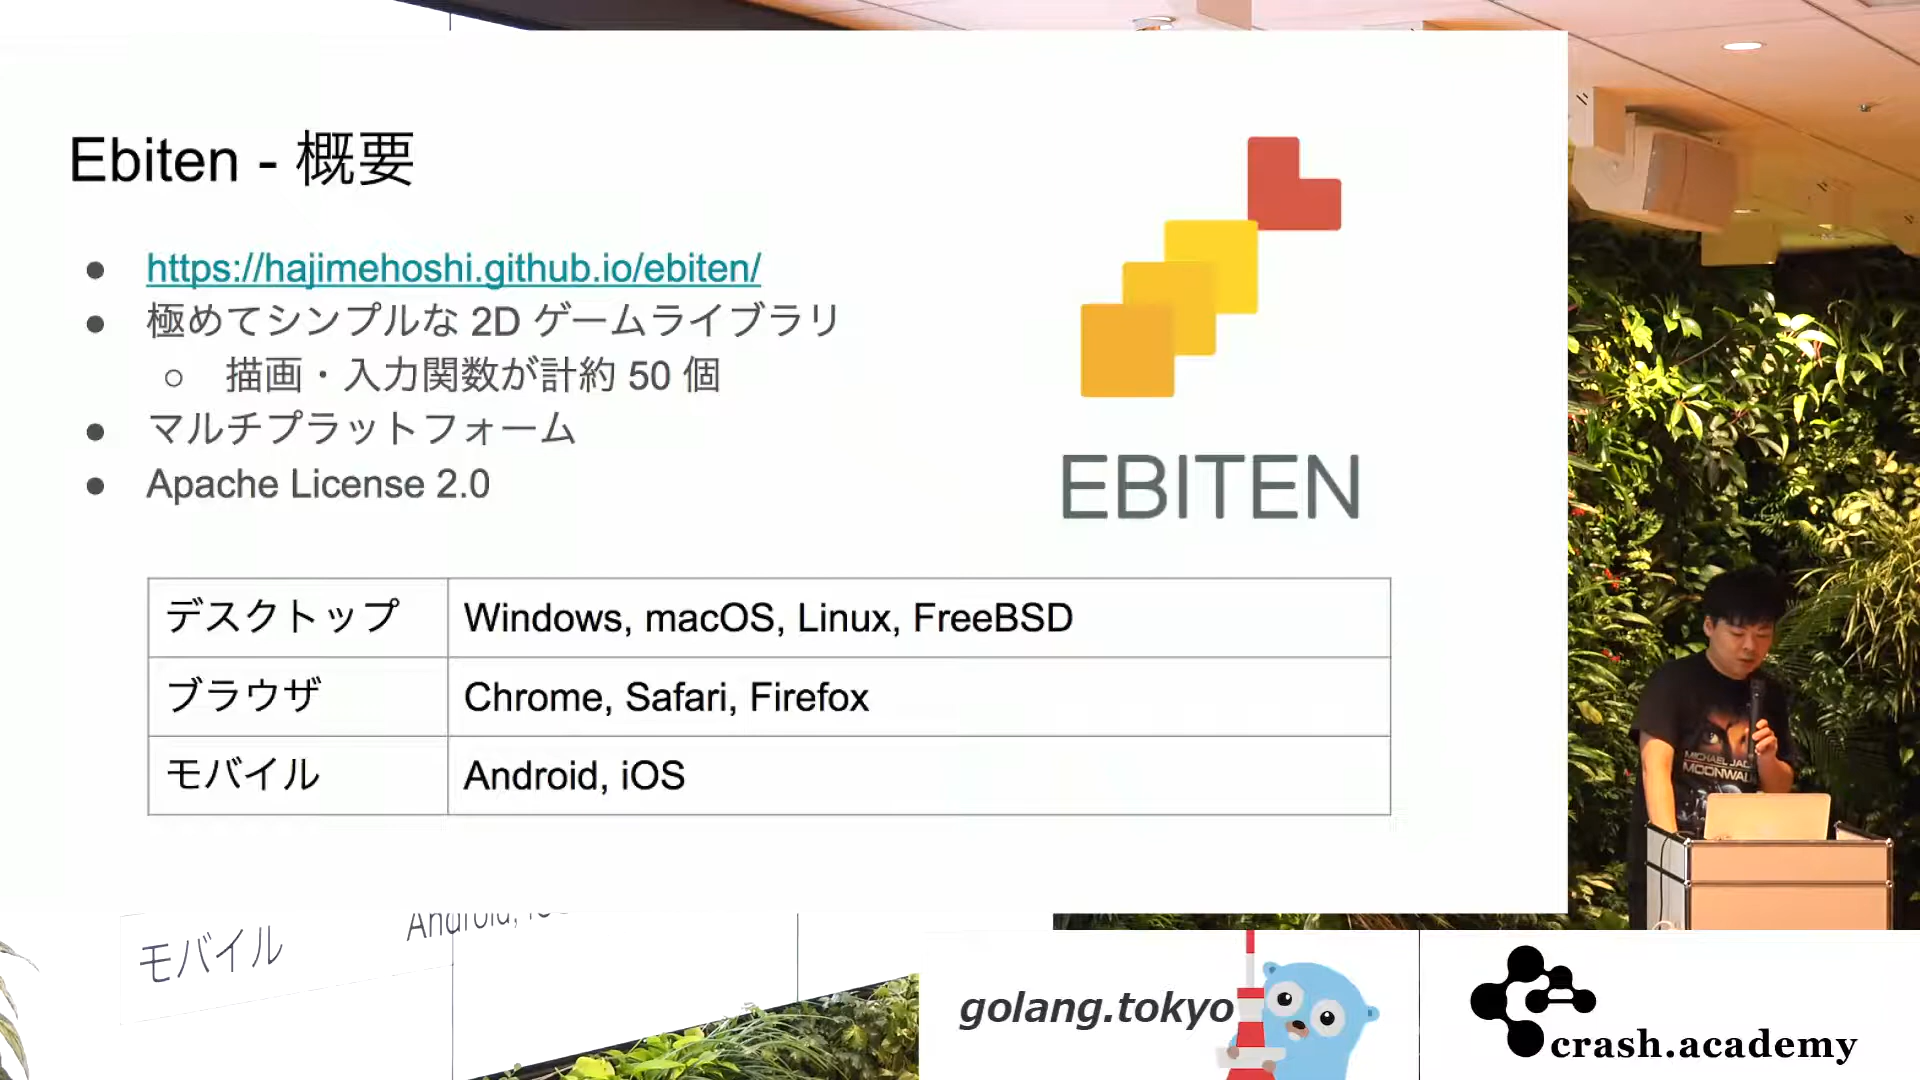 Ebiten - 概要
https://hajimehoshi.github.io/ebiten/
極めてシンプルな 2D ゲームライブラリ
描画・入力関数が計約 50 個
マルチプラットフォーム
Apache License 2.0
EBITEN
デスクトップ Windows, macOS, Linux, FreeBSD
ブラウザ Chrome, Safari, Firefox
モバイル Android, iOS
MOONWAL
モバイル Android, iOS
golang.tokyo
crash.academy